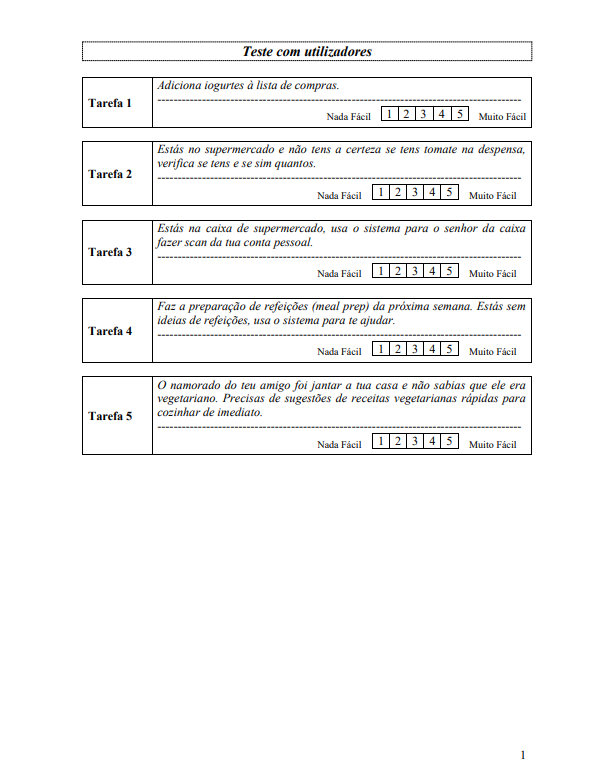 Teste com utilizadores
Tarefa 1
Adiciona iogurtes à lista de compras.
------------------------------------------------------------------------------------------
Nada Fácil 1 2 3 4 5 Muito Fácil
Tarefa 2
Estás no supermercado e não tens a certeza se tens tomate na despensa,
verifica se tens e se sim quantos.
------------------------------------------------------------------------------------------
Nada Fácil 1 2 3 4 5 Muito Fácil
Tarefa 3
Estás na caixa de supermercado, usa o sistema para o senhor da caixa
fazer scan da tua conta pessoal.
------------------------------------------------------------------------------------------
Nada Fácil 1 2 3 4 5 Muito Fácil
Tarefa 4
Faz a preparação de refeições (meal prep) da próxima semana. Estás sem
ideias de refeições, usa o sistema para te ajudar.
------------------------------------------------------------------------------------------
Nada Fácil 1 2 3 4 5 Muito Fácil
Tarefa 5
O namorado do teu amigo foi jantar a tua casa e não sabias que ele era
vegetariano. Precisas de sugestões de receitas vegetarianas rápidas para
cozinhar de imediato.
------------------------------------------------------------------------------------------
Nada Fácil 1 2 3 4 5 Muito Fácil
1